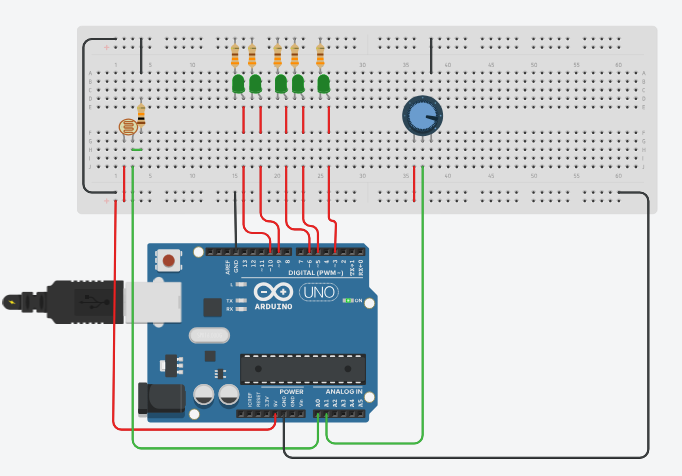 1 5 10 15 20 25 30 35 40 45 50 55 60
A
B
C
D
E
F
G
H
I
J
1 5 10 15 20 25 30 35 40 45 50 55 60
AREF
GND
13
12
~11
~10
~9
8
7
~6
~5
4
~3
2
TX→1
RX←0
DIGITAL (PWM~)
L
TX
RX
ARDUINO
UNO
ON
POWER
ANALOG IN
IOREF
RESET
3.3V
5V
GND
GND
Vin
A0
A1
A2
A3
A4
A5